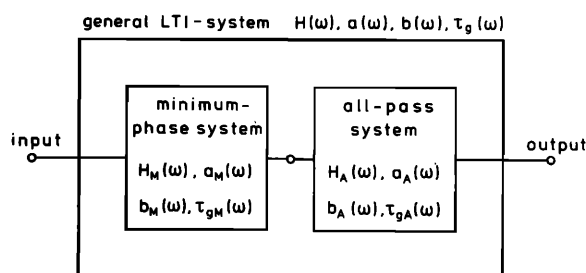 general LTI-system H(ω), a(ω), b(ω), τg(ω)
minimum-
phase system
HM(ω), aM(ω)
bM(ω), τgM(ω)
all-pass
system
HA(ω), aA(ω)
bA(ω), τgA(ω)
input
output